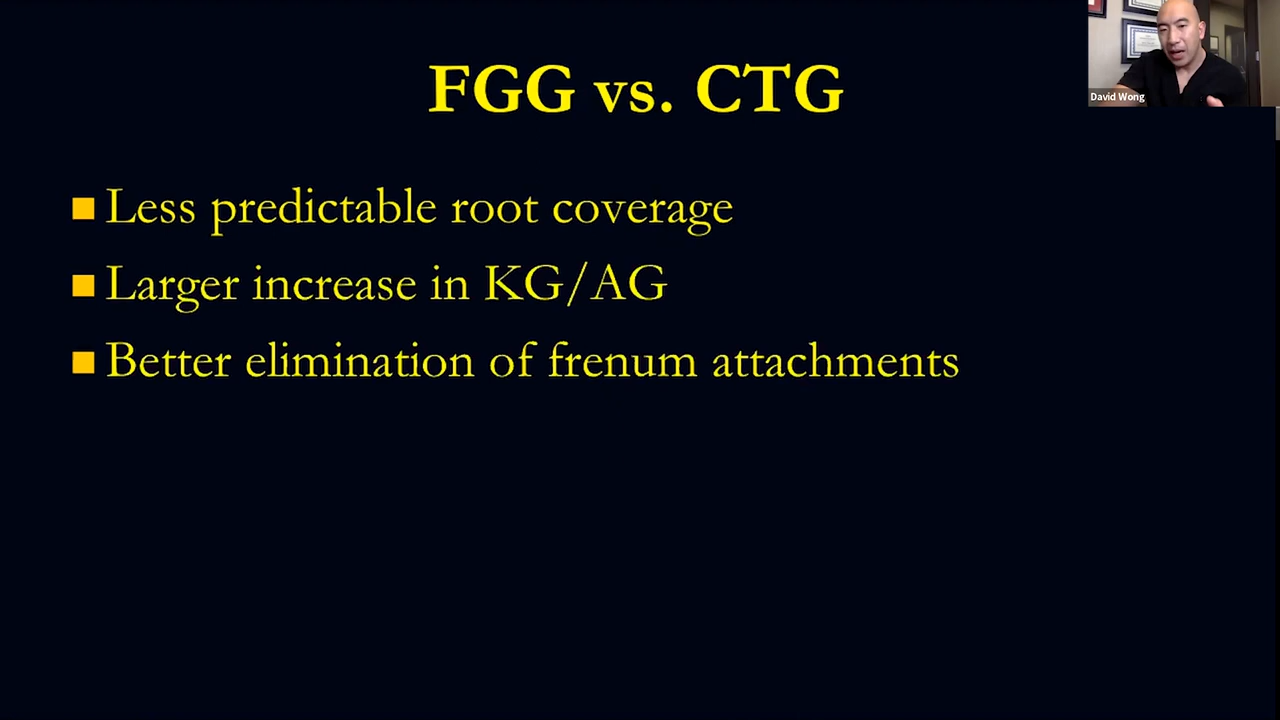 FGG vs. CTG
Less predictable root coverage
Larger increase in KG/AG
Better elimination of frenum attachments
David Wong